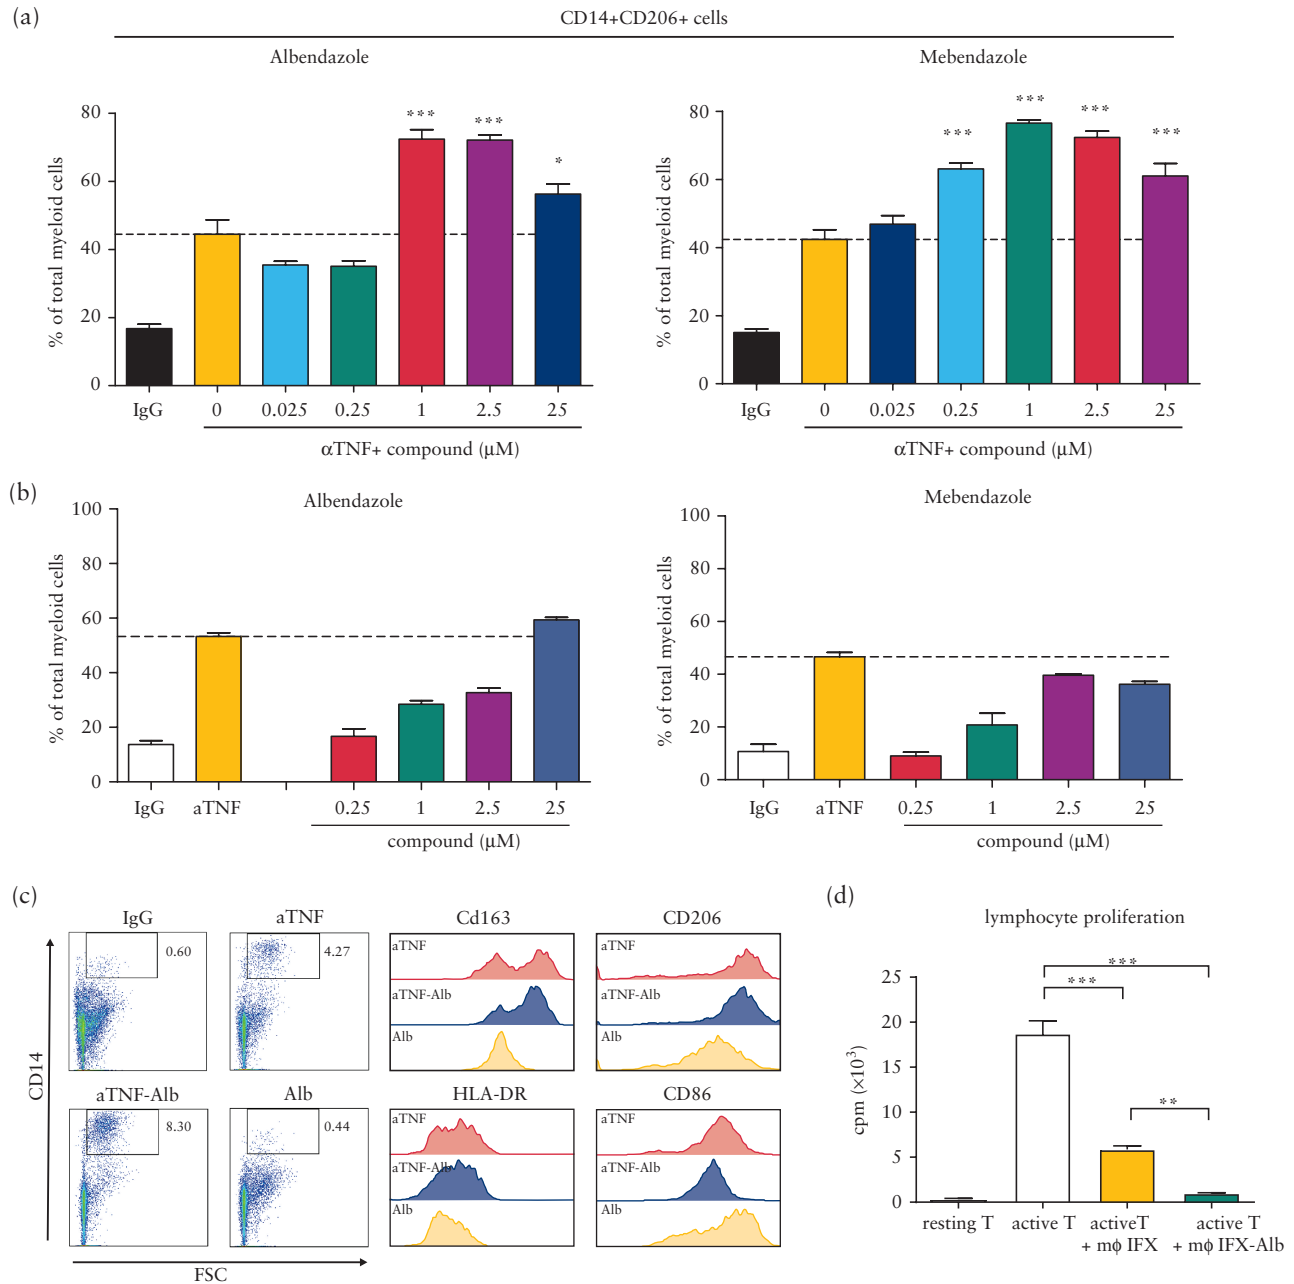 (a)
CD14+CD206+ cells
Albendazole
Mebendazole
% of total myeloid cells
80
60
40
20
0
***
***
*
IgG
0
0.025
0.25
1
2.5
25
αTNF+ compound (μM)
% of total myeloid cells
80
60
40
20
0
***
***
***
***
IgG
0
0.025
0.25
1
2.5
25
αTNF+ compound (μM)
(b)
Albendazole
Mebendazole
% of total myeloid cells
100
80
60
40
20
0
IgG
aTNF
0.25
1
2.5
25
compound (μM)
% of total myeloid cells
100
80
60
40
20
0
IgG
aTNF
0.25
1
2.5
25
compound (μM)
(c)
IgG
aTNF
Cd163
CD206
0.60
4.27
aTNF
aTNF-Alb
Alb
aTNF
aTNF-Alb
Alb
aTNF-Alb
Alb
HLA-DR
CD86
8.30
0.44
aTNF
aTNF-Alb
Alb
aTNF
aTNF-Alb
Alb
CD14
FSC
(d)
lymphocyte proliferation
cpm (×10³)
25
20
15
10
5
0
***
***
**
resting T
active T
activeT
+ mϕ IFX
active T
+ mϕ IFX-Alb